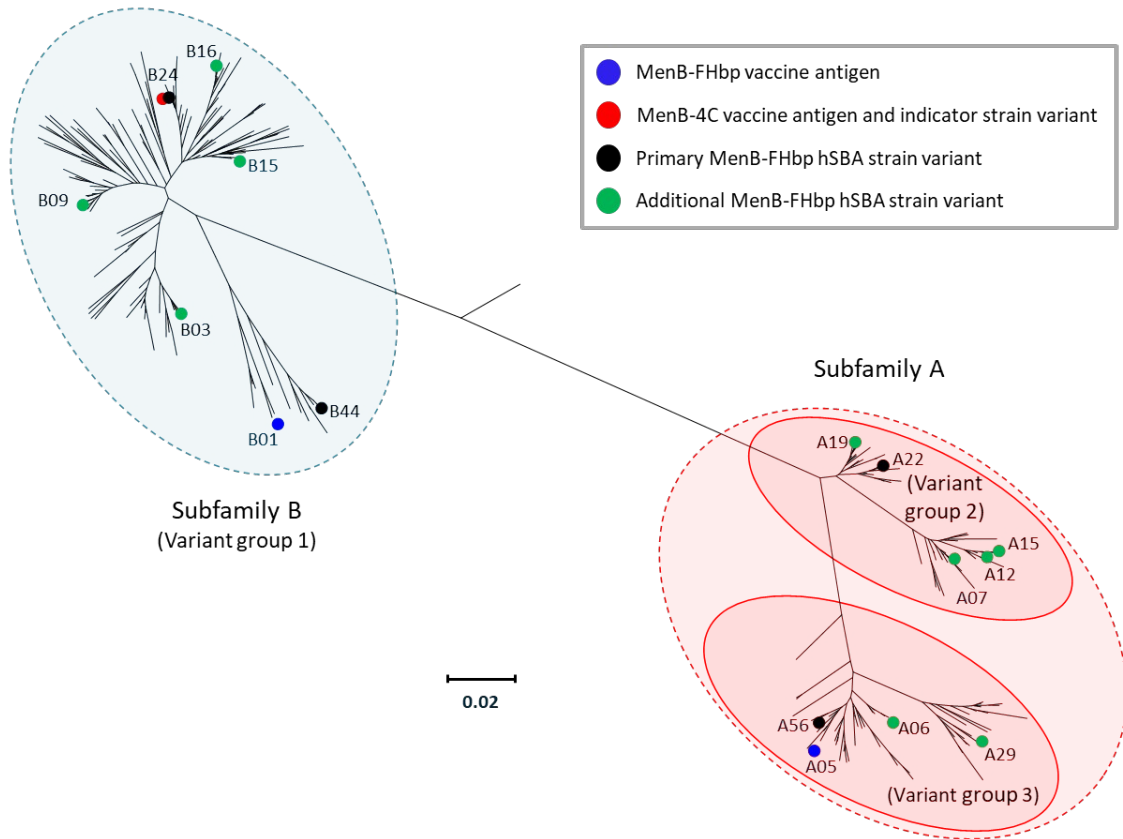 B16
B24
B15
B09
B03
B44
B01
MenB-FHbp vaccine antigen
MenB-4C vaccine antigen and indicator strain variant
Primary MenB-FHbp hSBA strain variant
Additional MenB-FHbp hSBA strain variant
Subfamily B
(Variant group 1)
Subfamily A
A19
A22
(Variant
group 2)
A15
A12
A07
0.02
A56
A06
A05
A29
(Variant group 3)